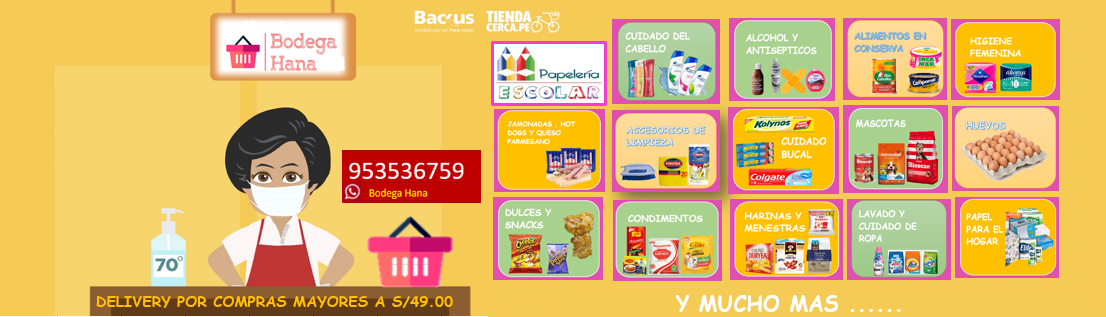 Backus
TIENDA
CERCA.PE
Bodega
Hana
953536759
Bodega Hana
70°
DELIVERY POR COMPRAS MAYORES A S/49.00
Papelería
ESCOLAR
CUIDADO DEL
CABELLO
ALCOHOL Y
ANTISEPTICOS
ALIMENTOS EN
CONSERVA
HIGIENE
FEMENINA
JAMONADAS , HOT
DOGS Y QUESO
PARMESANO
ACCESORIOS DE
LIMPIEZA
Kolynos
CUIDADO
BUCAL
Colgate
MASCOTAS
Ricocan
HUEVOS
DULCES Y
SNACKS
CONDIMENTOS
HARINAS Y
MENESTRAS
LAVADO Y
CUIDADO DE
ROPA
PAPEL
PARA EL
HOGAR
Elite
Y MUCHO MAS ......